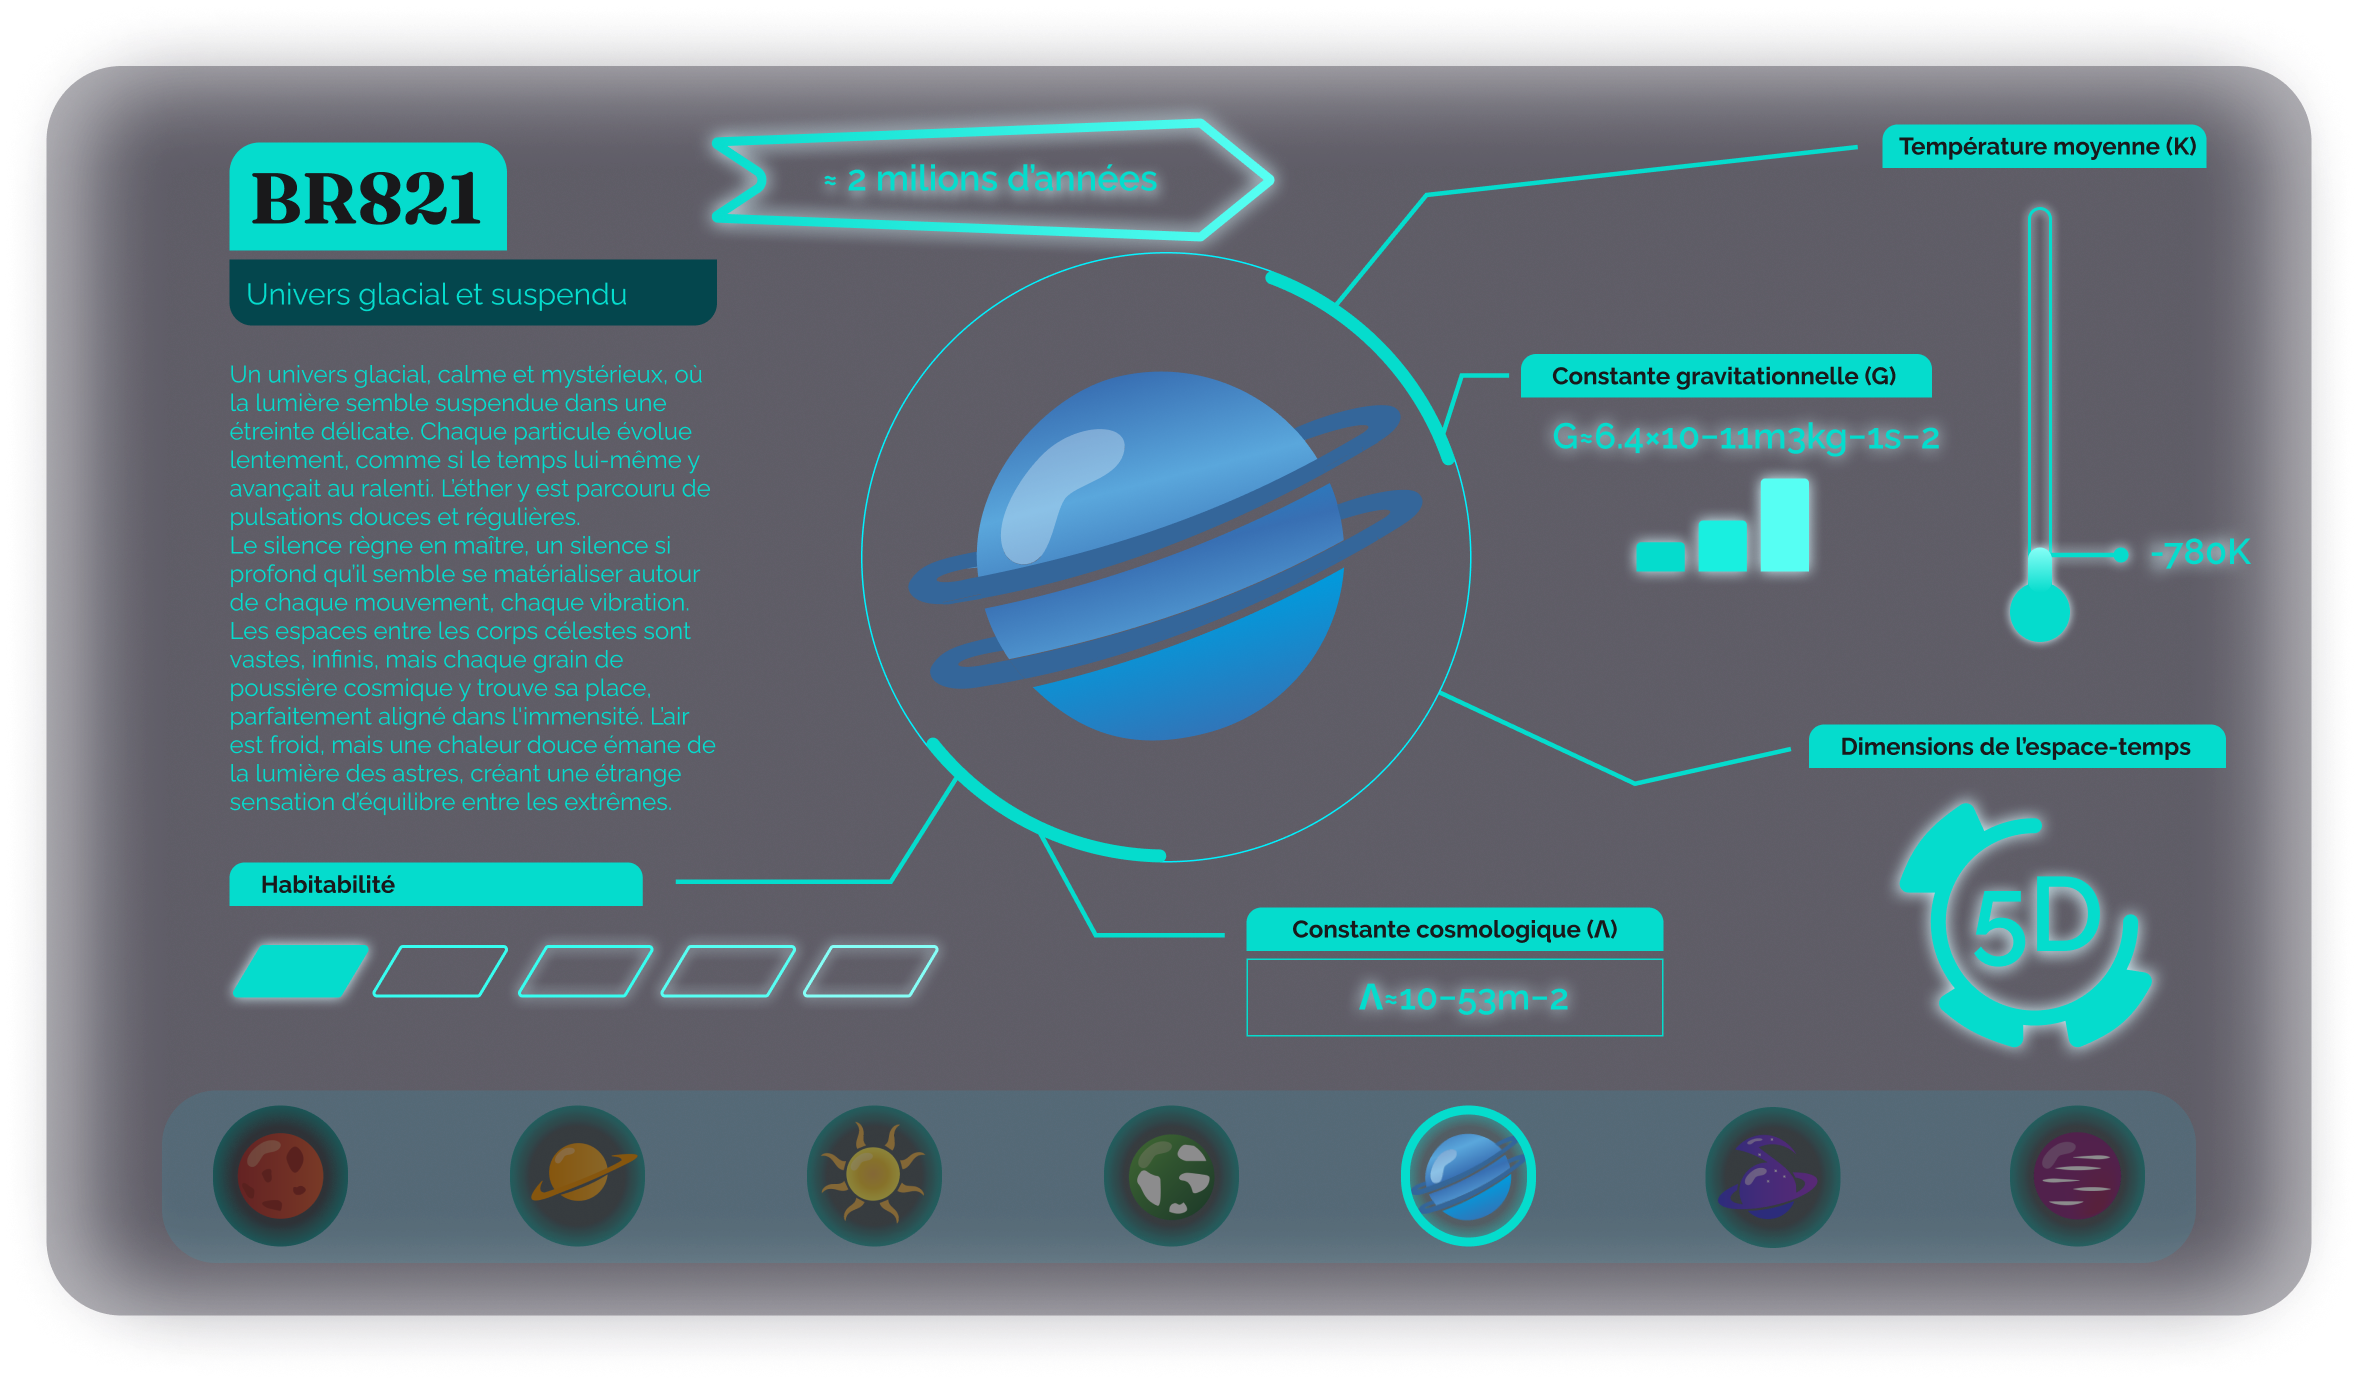 BR821
Univers glacial et suspendu
≈ 2 milions d’années
Un univers glacial, calme et mystérieux, où
la lumière semble suspendue dans une
étreinte délicate. Chaque particule évolue
lentement, comme si le temps lui-même y
avançait au ralenti. L’éther y est parcouru de
pulsations douces et régulières.
Le silence règne en maître, un silence si
profond qu’il semble se matérialiser autour
de chaque mouvement, chaque vibration.
Les espaces entre les corps célestes sont
vastes, infinis, mais chaque grain de
poussière cosmique y trouve sa place,
parfaitement aligné dans l'immensité. L’air
est froid, mais une chaleur douce émane de
la lumière des astres, créant une étrange
sensation d’équilibre entre les extrêmes.
Habitabilité
Température moyenne (K)
-780K
Constante gravitationnelle (G)
G≈6.4×10−11m3kg−1s−2
Dimensions de l’espace-temps
5D
Constante cosmologique (Λ)
Λ≈10−53m−2